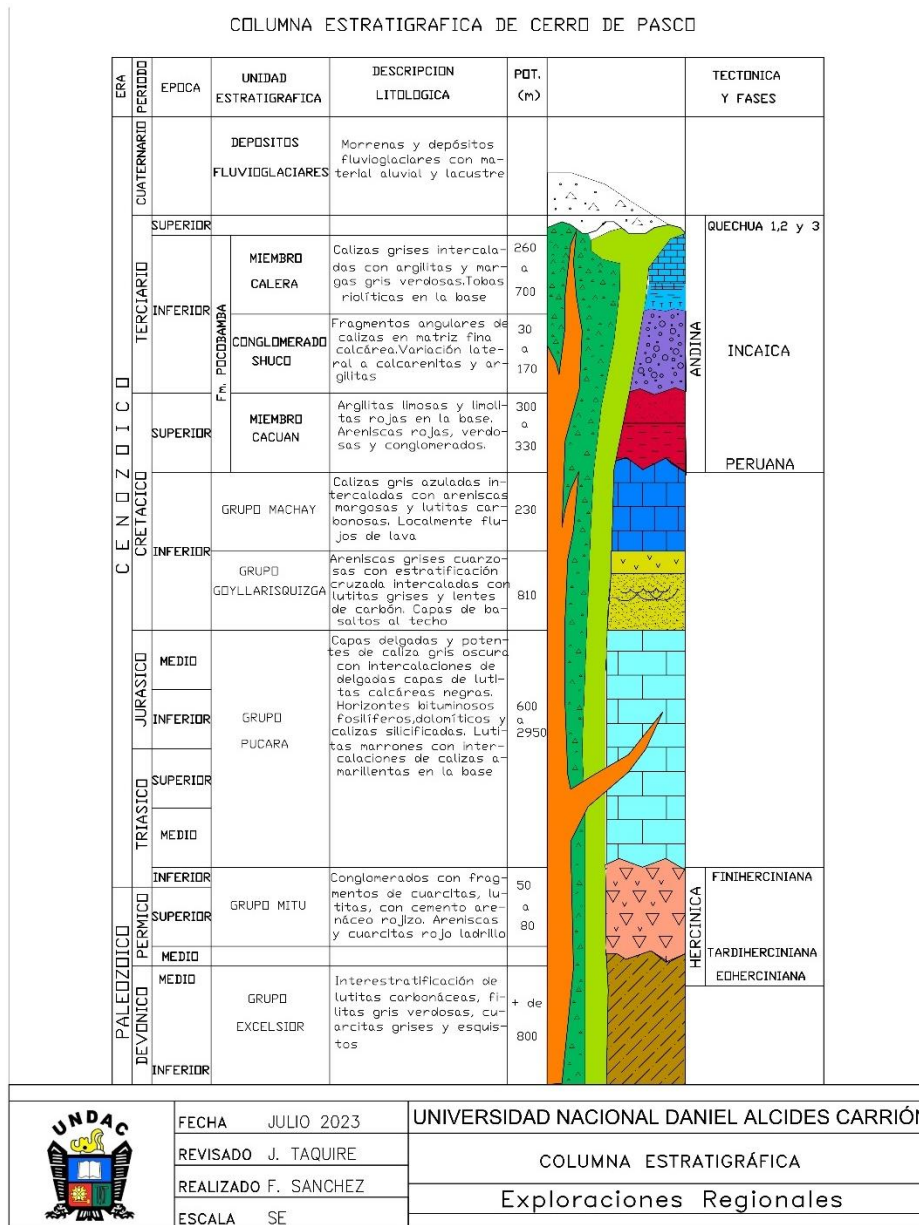 COLUMNA ESTRATIGRAFICA DE CERRO DE PASCO
ERA
PERIODO
EPOCA
UNIDAD
ESTRATIGRAFICA
DESCRIPCION
LITOLOGICA
POT.
(m)
TECTONICA
Y FASES
CENOZOICO
PALEOZOICO
CUATERNARIO
DEPOSITOS
FLUVIOGLACIARES
Morrenas y depósitos
fluvioglaciares con ma-
terial aluvial y lacustre
TERCIARIO
SUPERIOR
INFERIOR
Fm. POCOBAMBA
MIEMBRO
CALERA
Calizas grises intercala-
das con argilitas y mar-
gas gris verdosas.Tobas
riolíticas en la base
260
a
700
CONGLOMERADO
SHUCO
Fragmentos angulares de
calizas en matriz fina
calcárea.Variación late-
ral a calcarenitas y ar-
gilitas
30
a
170
CRETACICO
SUPERIOR
MIEMBRO
CACUAN
Argilitas limosas y limoli-
tas rojas en la base.
Areniscas rojas, verdo-
sas y conglomerados.
300
a
330
INFERIOR
GRUPO MACHAY
Calizas gris azuladas in-
tercaladas con areniscas
margosas y lutitas car-
bonosas. Localmente flu-
jos de lava
230
GRUPO
GOYLLARISQUIZGA
Areniscas grises cuarzo-
sas con estratificación
cruzada intercaladas con
lutitas grises y lentes
de carbón. Capas de ba-
saltos al techo
810
JURASICO
MEDIO
INFERIOR
TRIASICO
SUPERIOR
MEDIO
INFERIOR
GRUPO
PUCARA
Capas delgadas y poten-
tes de caliza gris oscura
con intercalaciones de
delgadas capas de luti-
tas calcáreas negras.
Horizontes bituminosos
fosilíferos,dolomíticos y
calizas silicificadas. Luti-
tas marrones con inter-
calaciones de calizas a-
marillentas en la base
600
a
2950
PERMICO
SUPERIOR
MEDIO
GRUPO MITU
Conglomerados con frag-
mentos de cuarcitas, lu-
titas, con cemento are-
náceo rojizo. Areniscas
y cuarcitas rojo ladrillo
50
a
80
DEVONICO
MEDIO
INFERIOR
GRUPO
EXCELSIOR
Interestratificación de
lutitas carbonáceas, fi-
litas gris verdosas, cu-
arcitas grises y esquis-
tos
+ de
800
ANDINA
QUECHUA 1,2 y 3
INCAICA
PERUANA
HERCINICA
FINIHERCINIANA
TARDIHERCINIANA
EOHERCINIANA
UNDAC
FECHA JULIO 2023
REVISADO J. TAQUIRE
REALIZADO F. SANCHEZ
ESCALA SE
UNIVERSIDAD NACIONAL DANIEL ALCIDES CARRIÓN
COLUMNA ESTRATIGRÁFICA
Exploraciones Regionales